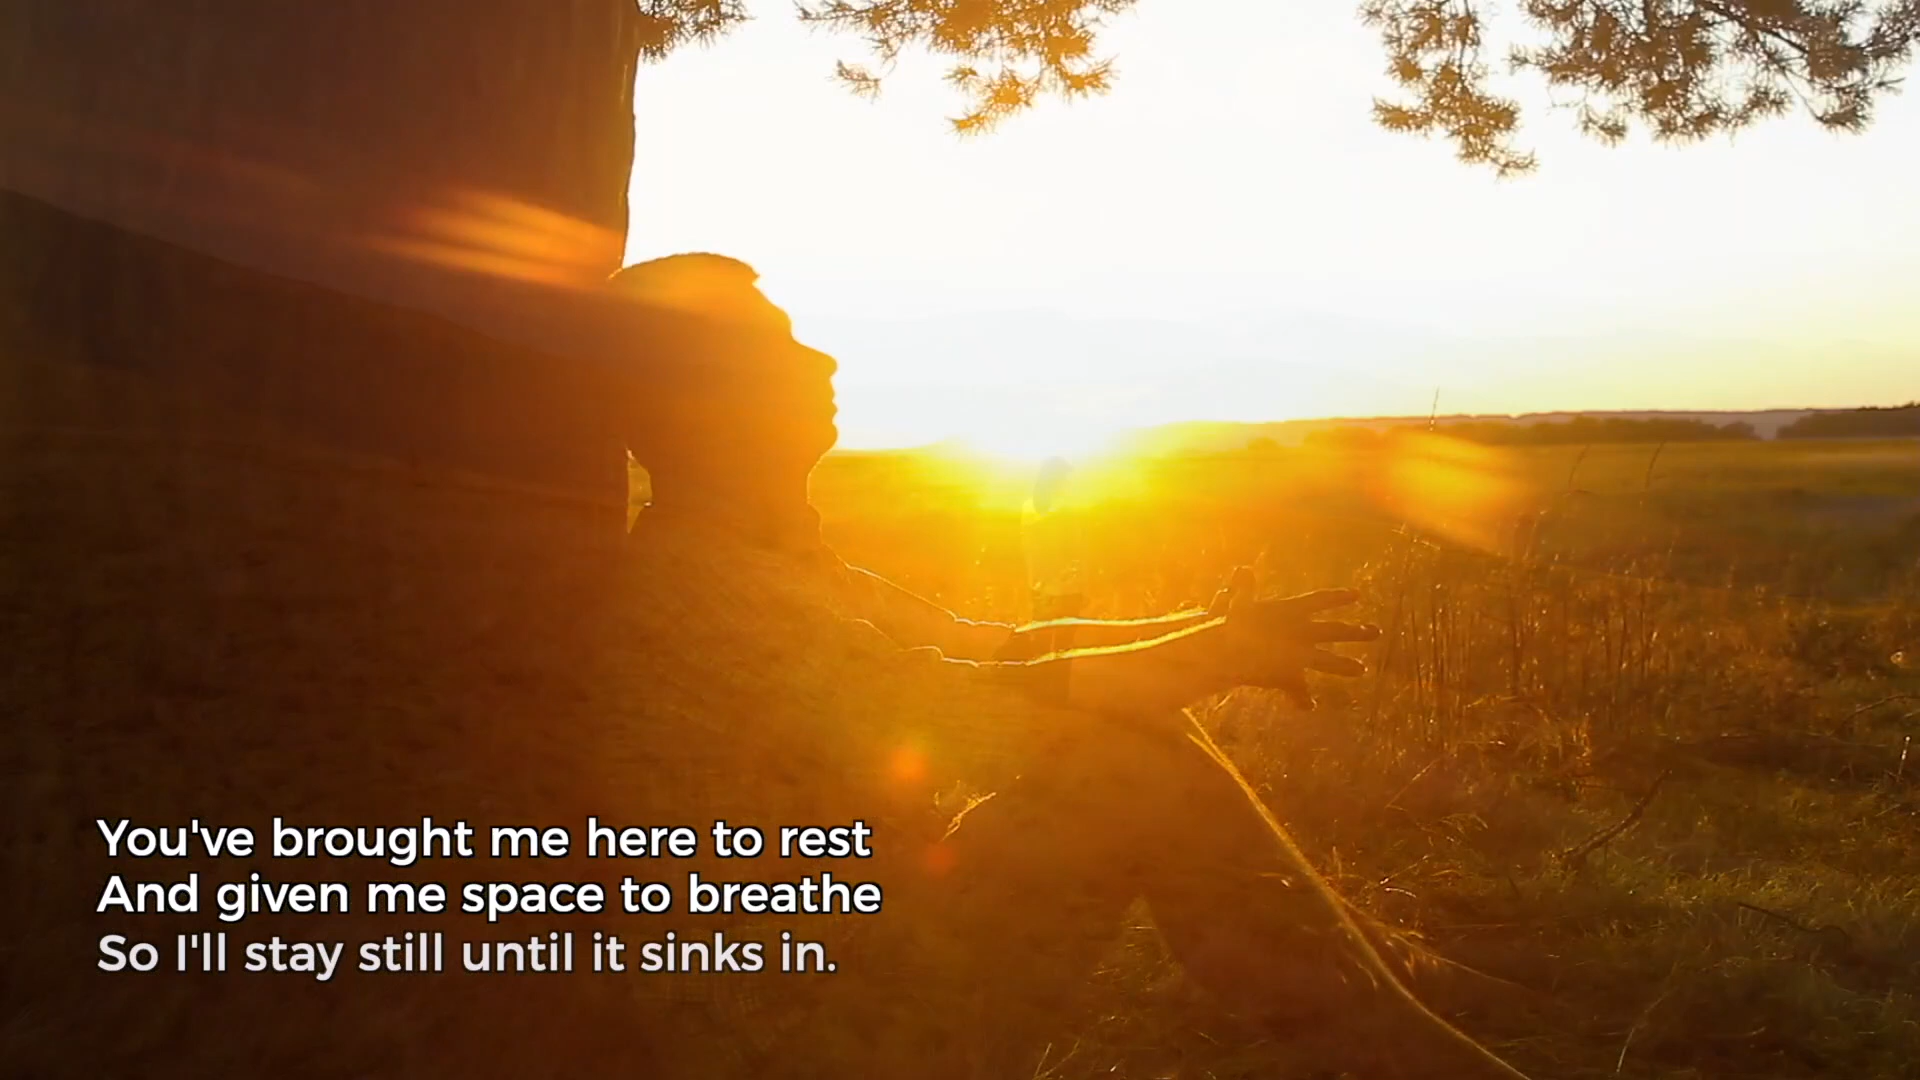 You've brought me here to rest
And given me space to breathe
So I'll stay still until it sinks in.